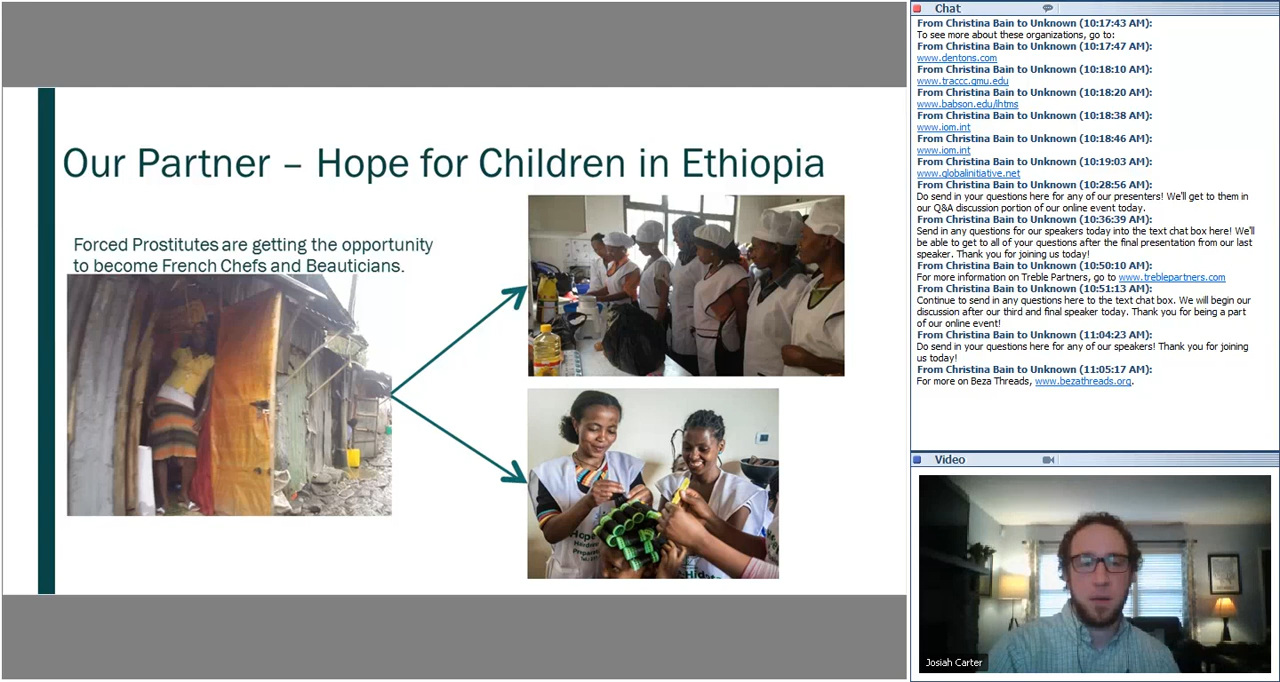 Our Partner – Hope for Children in Ethiopia
Forced Prostitutes are getting the opportunity
to become French Chefs and Beauticians.
Hope
Chat
From Christina Bain to Unknown (10:17:43 AM):
To see more about these organizations, go to:
From Christina Bain to Unknown (10:17:47 AM):
www.dentons.com
From Christina Bain to Unknown (10:18:10 AM):
www.traccc.gmu.edu
From Christina Bain to Unknown (10:18:20 AM):
www.babson.edu/lhtms
From Christina Bain to Unknown (10:18:38 AM):
www.iom.int
From Christina Bain to Unknown (10:18:46 AM):
www.iom.int
From Christina Bain to Unknown (10:19:03 AM):
www.globalinitiative.net
From Christina Bain to Unknown (10:28:56 AM):
Do send in your questions here for any of our presenters! We'll get to them in
our Q&A discussion portion of our online event today.
From Christina Bain to Unknown (10:36:39 AM):
Send in any questions for our speakers today into the text chat box here! We'll
be able to get to all of your questions after the final presentation from our last
speaker. Thank you for joining us today!
From Christina Bain to Unknown (10:50:10 AM):
For more information on Treble Partners, go to www.treblepartners.com
From Christina Bain to Unknown (10:51:13 AM):
Continue to send in any questions here to the text chat box. We will begin our
discussion after our third and final speaker today. Thank you for being a part
of our online event!
From Christina Bain to Unknown (11:04:23 AM):
Do send in your questions here for any of our speakers! Thank you for joining
us today!
From Christina Bain to Unknown (11:05:17 AM):
For more on Beza Threads, www.bezathreads.org.
Video
Josiah Carter